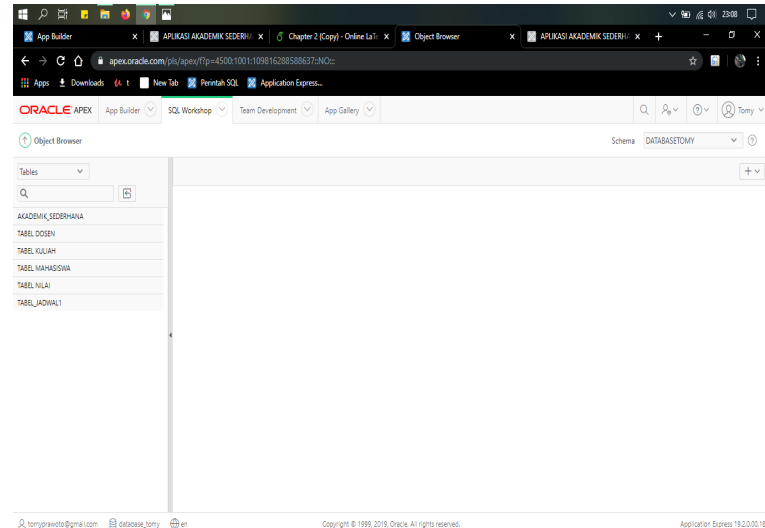 23:08
App Builder
APLIKASI AKADEMIK SEDERHA
Chapter 2 (Copy) - Online LaTe
Object Browser
APLIKASI AKADEMIK SEDERHA
apex.oracle.com/pls/apex/f?p=4500:1001:109816288588637::NO:::
Apps Downloads t New Tab Perintah SQL Application Express...
ORACLE APEX App Builder SQL Workshop Team Development App Gallery Tomy
Object Browser Schema DATABASETOMY
Tables
AKADEMIK_SEDERHANA
TABEL DOSEN
TABEL KULIAH
TABEL MAHASISWA
TABEL NILAI
TABEL_JADWAL1
tomyprawoto@gmail.com database_tomy en Copyright © 1999, 2019, Oracle. All rights reserved. Application Express 19.2.0.00.18